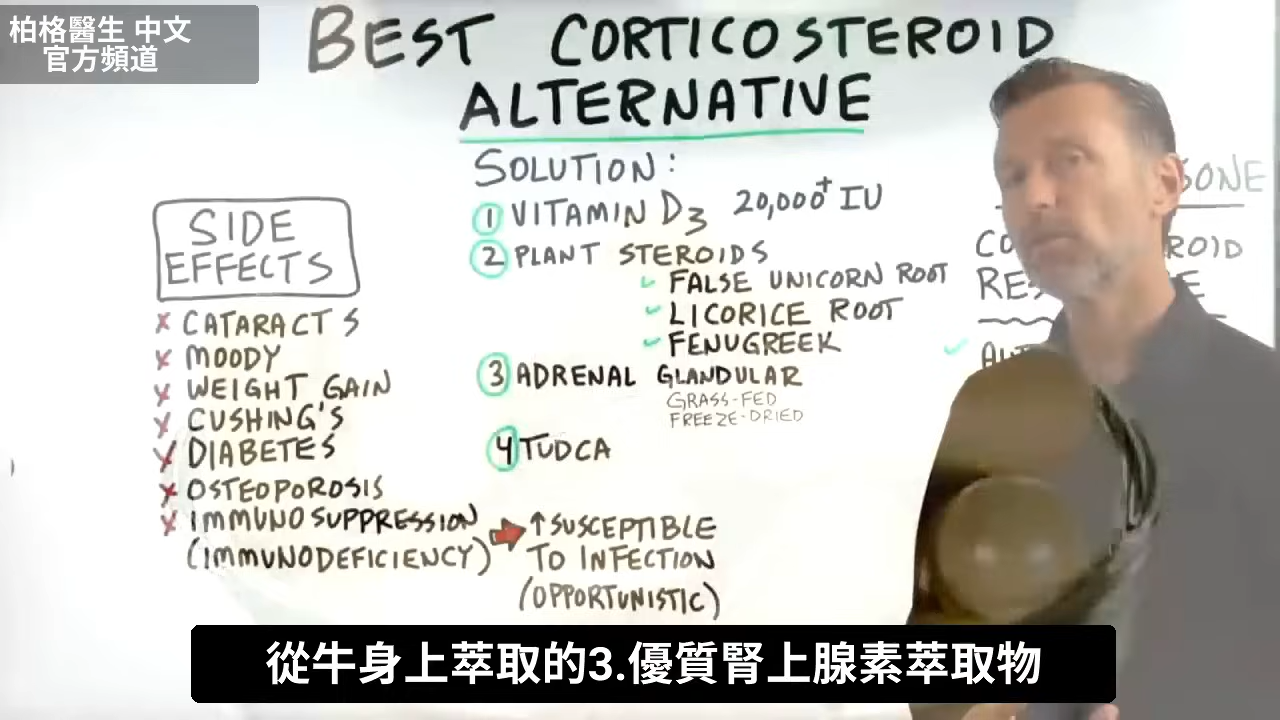 柏格醫生 中文
官方頻道
BEST CORTICOSTEROID
ALTERNATIVE
SOLUTION:
① VITAMIN D3 20,000+ IU
② PLANT STEROIDS
✓ FALSE UNICORN ROOT
✓ LICORICE ROOT
✓ FENUGREEK
③ ADRENAL GLANDULAR
GRASS-FED
FREEZE-DRIED
④ TUDCA
SIDE
EFFECTS
x CATARACTS
x MOODY
x WEIGHT GAIN
x CUSHING'S
x DIABETES
x OSTEOPOROSIS
x IMMUNOSUPPRESSION
(IMMUNODEFICIENCY)
↑ SUSCEPTIBLE
TO INFECTION
(OPPORTUNISTIC)
從牛身上萃取的3.優質腎上腺素萃取物